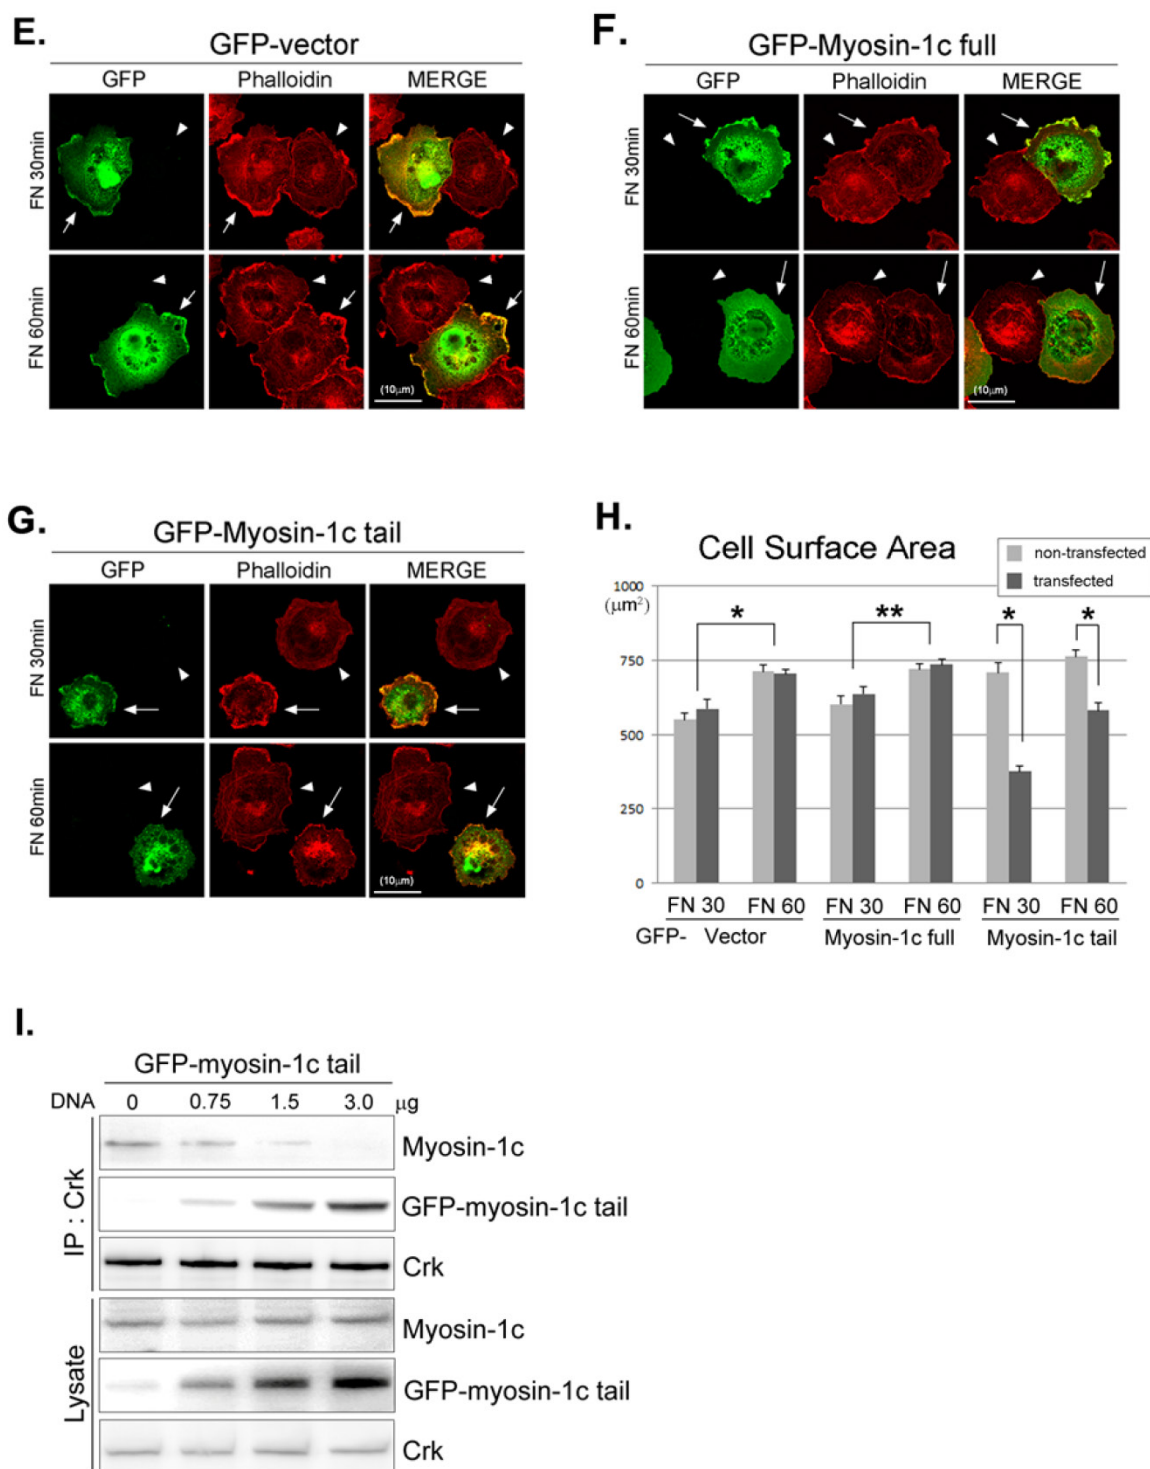 E.
GFP-vector
GFP Phalloidin MERGE
FN 30min
FN 60min
(10μm)
F.
GFP-Myosin-1c full
GFP Phalloidin MERGE
FN 30min
FN 60min
(10μm)
G.
GFP-Myosin-1c tail
GFP Phalloidin MERGE
FN 30min
FN 60min
(10μm)
H.
Cell Surface Area
non-transfected
transfected
1000
(μm²)
750
500
250
0
* ** * *
FN 30 FN 60 FN 30 FN 60 FN 30 FN 60
GFP- Vector Myosin-1c full Myosin-1c tail
I.
GFP-myosin-1c tail
DNA 0 0.75 1.5 3.0 μg
IP : Crk
Myosin-1c
GFP-myosin-1c tail
Crk
Lysate
Myosin-1c
GFP-myosin-1c tail
Crk